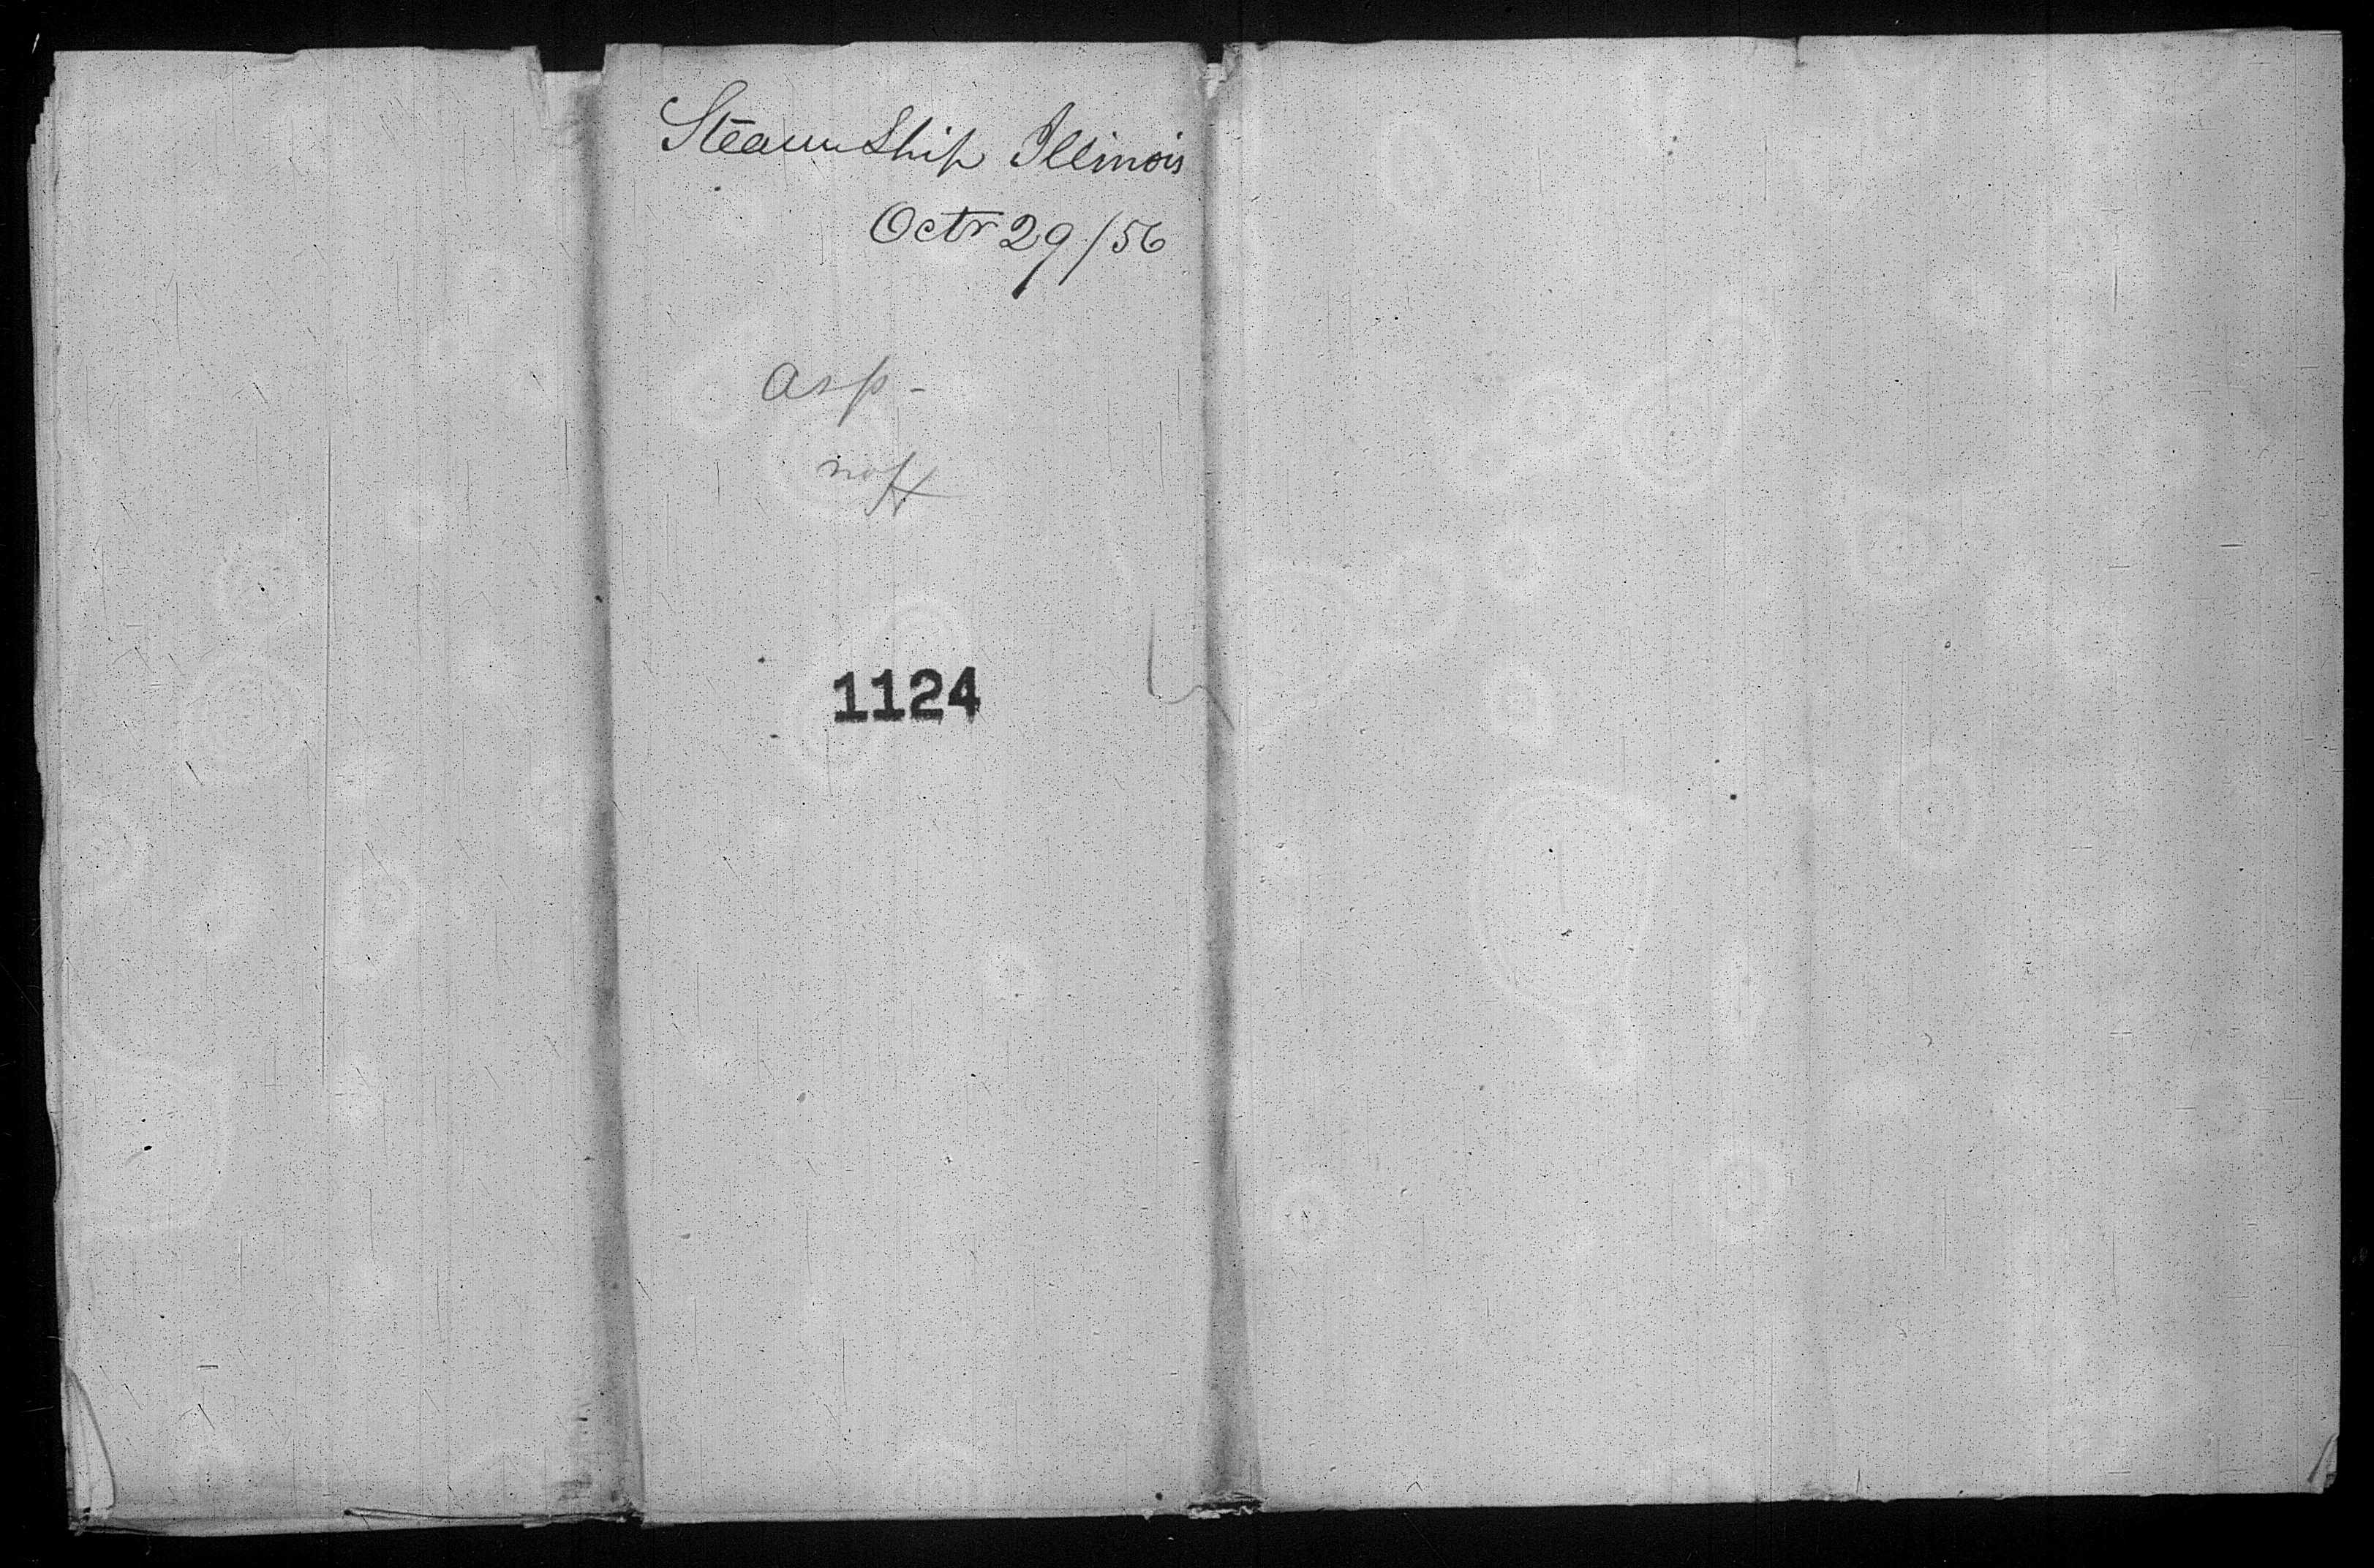 Steam Ship Illinois
Octr 29/56
Asp-
1124